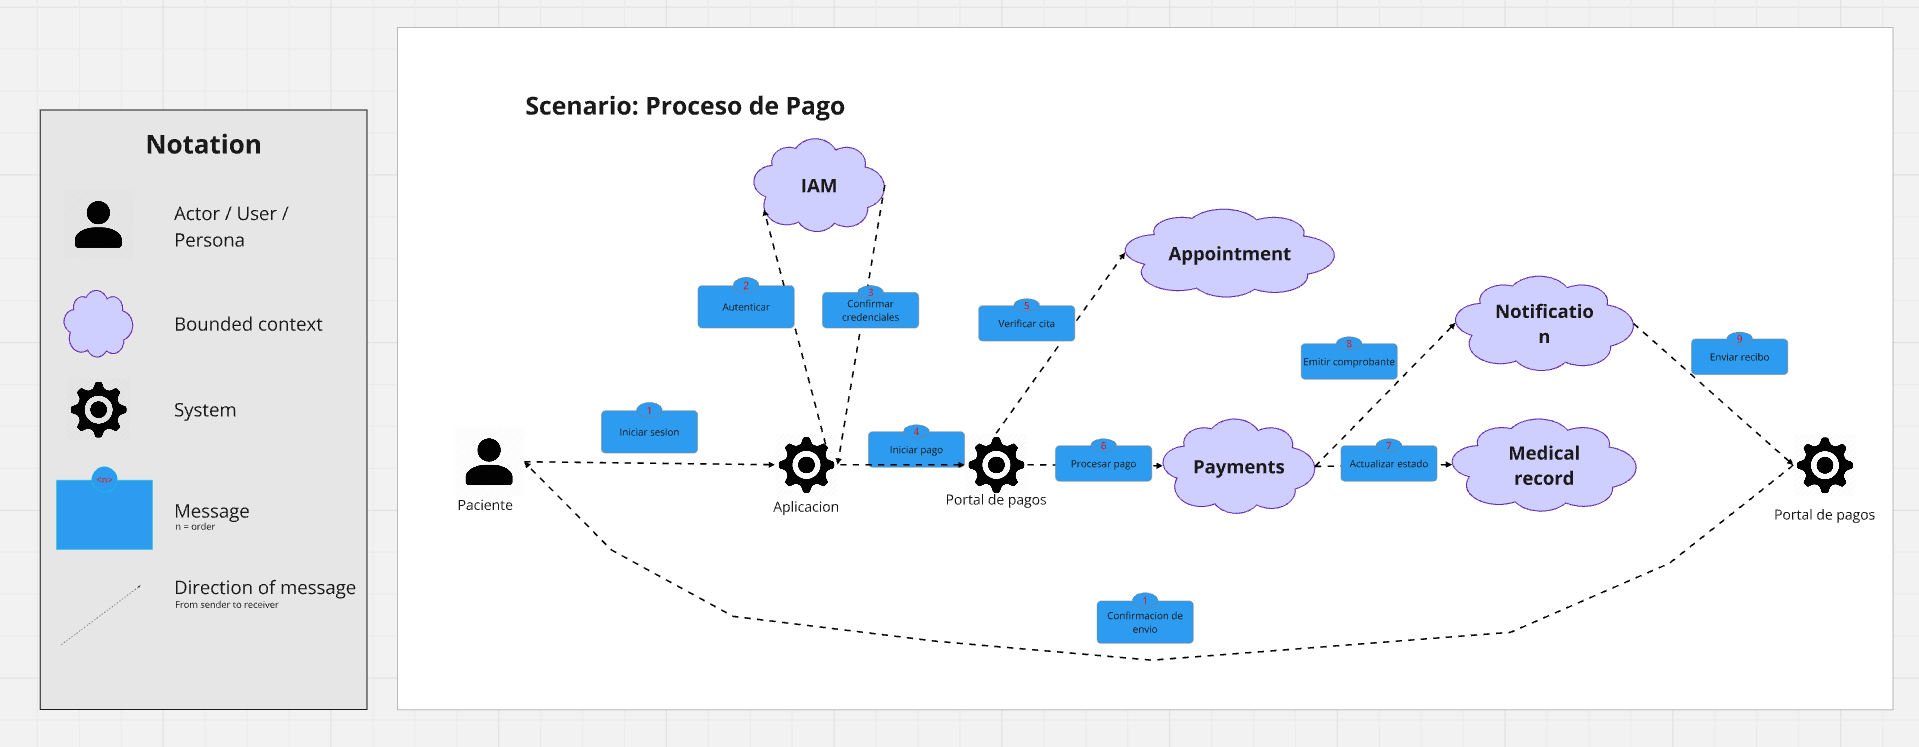 Notation
Actor / User /
Persona
Bounded context
System
<n>
Message
n = order
Direction of message
From sender to receiver
Scenario: Proceso de Pago
IAM
Appointment
Notificatio
n
2
Autenticar
3
Confirmar
credenciales
5
Verificar cita
8
Emitir comprobante
9
Enviar recibo
1
Iniciar sesion
4
Iniciar pago
6
Procesar pago
Payments
7
Actualizar estado
Medical
record
Paciente
Aplicacion
Portal de pagos
Portal de pagos
1
Confirmacion de
envio